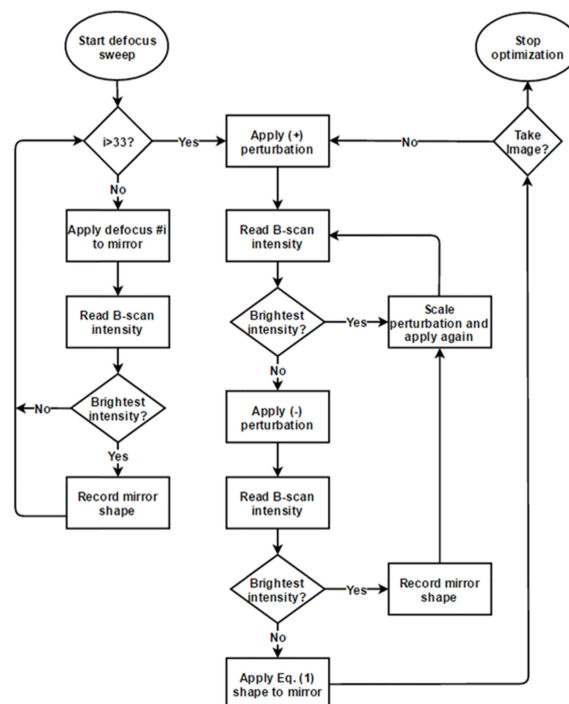 Start defocus
sweep
i>33?
Yes
No
Apply defocus #i
to mirror
Read B-scan
intensity
Brightest
intensity?
No
Yes
Record mirror
shape
Apply (+)
perturbation
Read B-scan
intensity
Brightest
intensity?
Yes
No
Scale
perturbation and
apply again
Apply (-)
perturbation
Read B-scan
intensity
Brightest
intensity?
Yes
No
Record mirror
shape
Apply Eq. (1)
shape to mirror
Take
Image?
No
Stop
optimization